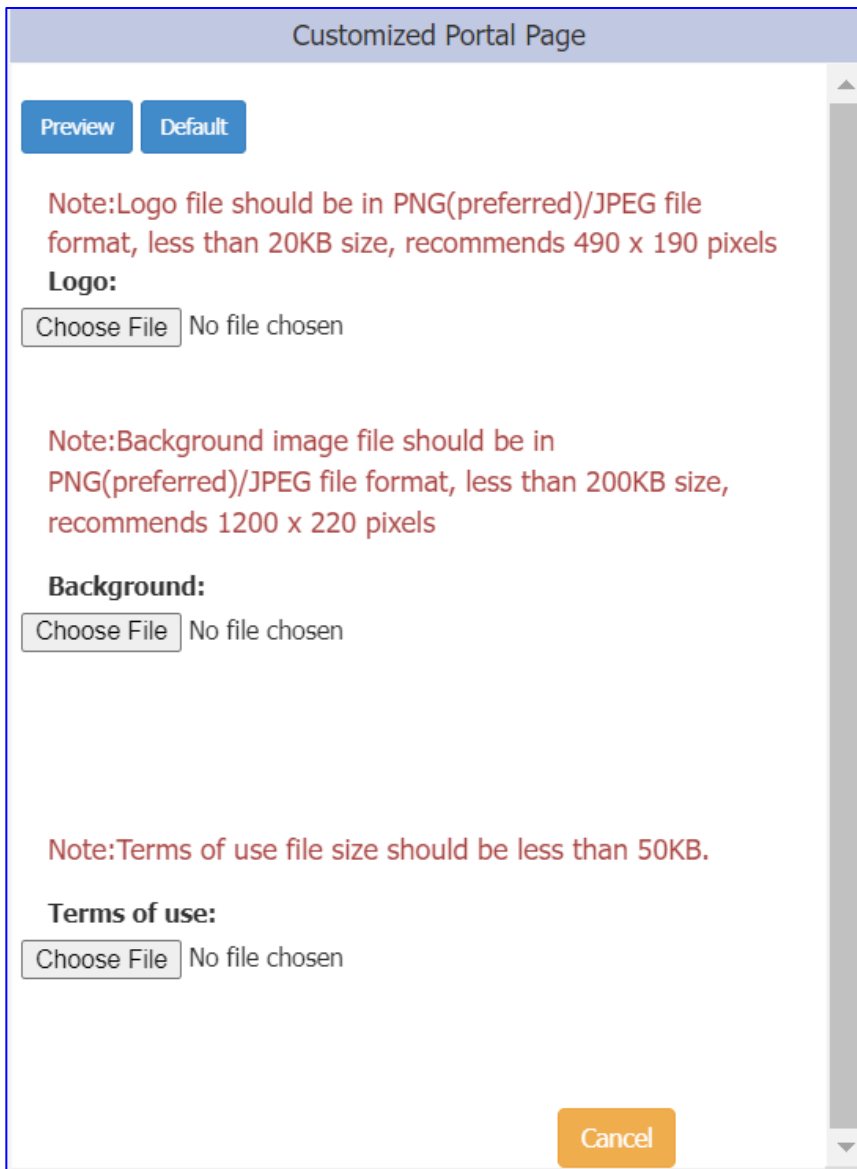 Customized Portal Page
Preview Default
Note:Logo file should be in PNG(preferred)/JPEG file
format, less than 20KB size, recommends 490 x 190 pixels
Logo:
Choose File No file chosen
Note:Background image file should be in
PNG(preferred)/JPEG file format, less than 200KB size,
recommends 1200 x 220 pixels
Background:
Choose File No file chosen
Note:Terms of use file size should be less than 50KB.
Terms of use:
Choose File No file chosen
Cancel